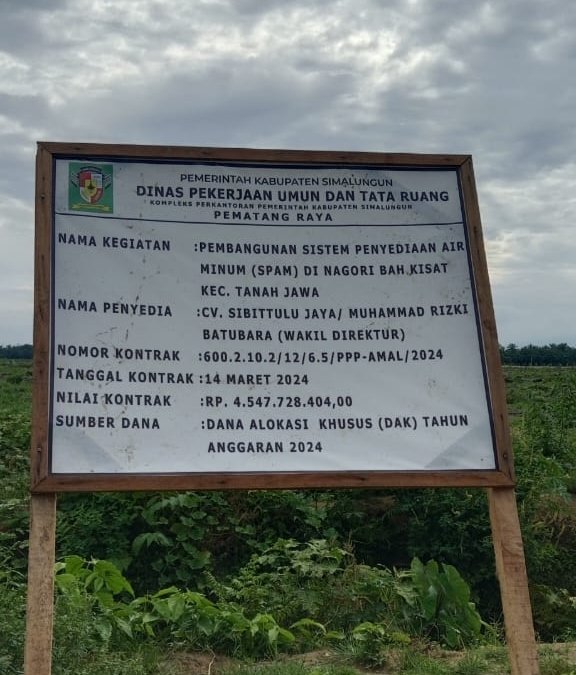 PEMERINTAH KABUPATEN SIMALUNGUN
DINAS PEKERJAAN UMUN DAN TATA RUANG
KOMPLEKS PERKANTORAN PEMERINTAH KABUPATEN SIMALUNGUN
PEMATANG RAYA
NAMA KEGIATAN :PEMBANGUNAN SISTEM PENYEDIAAN AIR
MINUM (SPAM) DI NAGORI BAH KISAT
KEC. TANAH JAWA
NAMA PENYEDIA :CV. SIBITTULU JAYA/ MUHAMMAD RIZKI
BATUBARA (WAKIL DIREKTUR)
NOMOR KONTRAK :600.2.10.2/12/6.5/PPP-AMAL/2024
TANGGAL KONTRAK :14 MARET 2024
NILAI KONTRAK :RP. 4.547.728.404,00
SUMBER DANA :DANA ALOKASI KHUSUS (DAK) TAHUN
ANGGARAN 2024